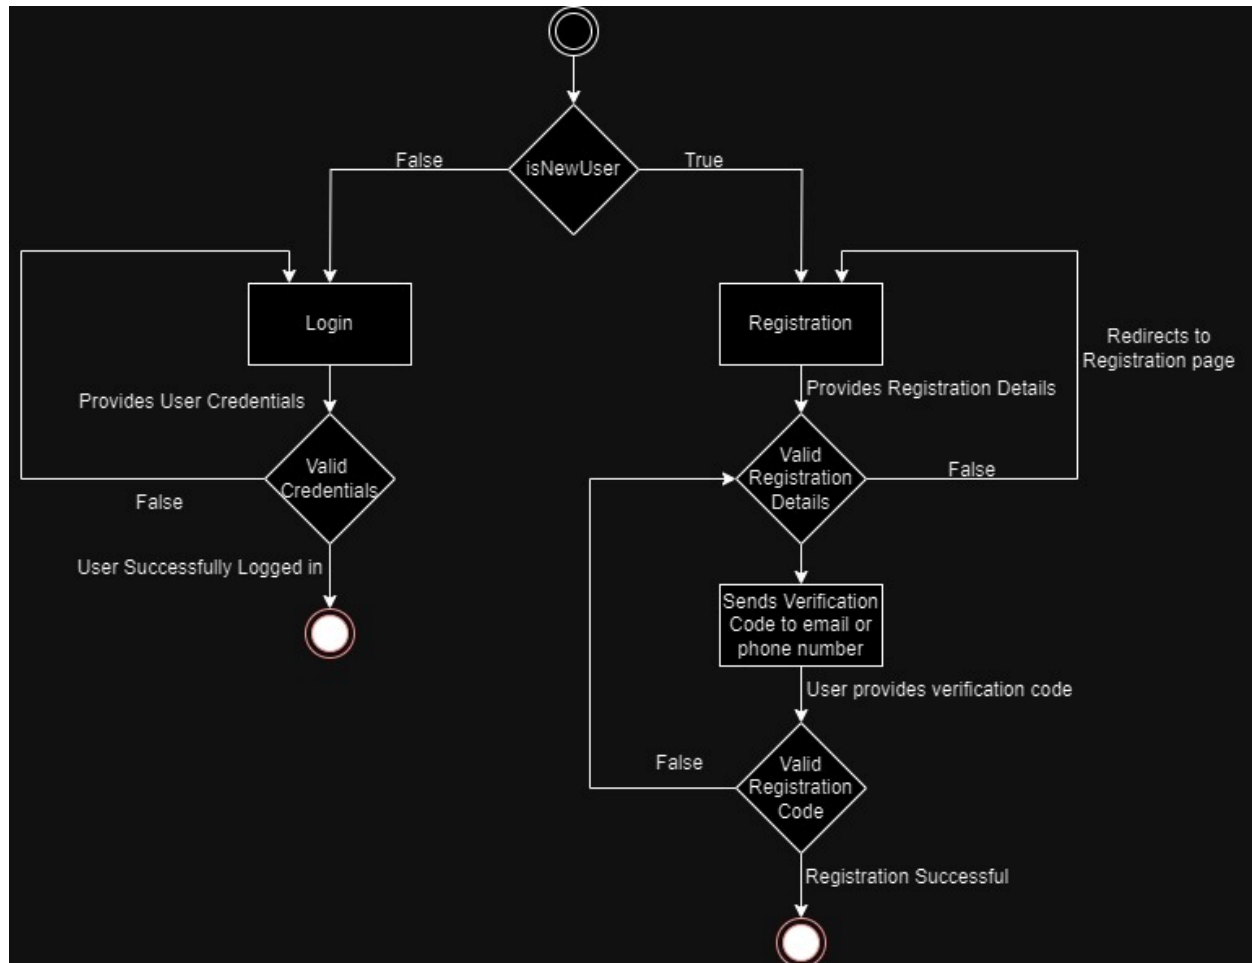 False
isNewUser
True
Login
Registration
Redirects to
Registration page
Provides User Credentials
Provides Registration Details
Valid
Credentials
False
Valid
Registration
Details
False
User Successfully Logged in
Sends Verification
Code to email or
phone number
User provides verification code
False
Valid
Registration
Code
Registration Successful